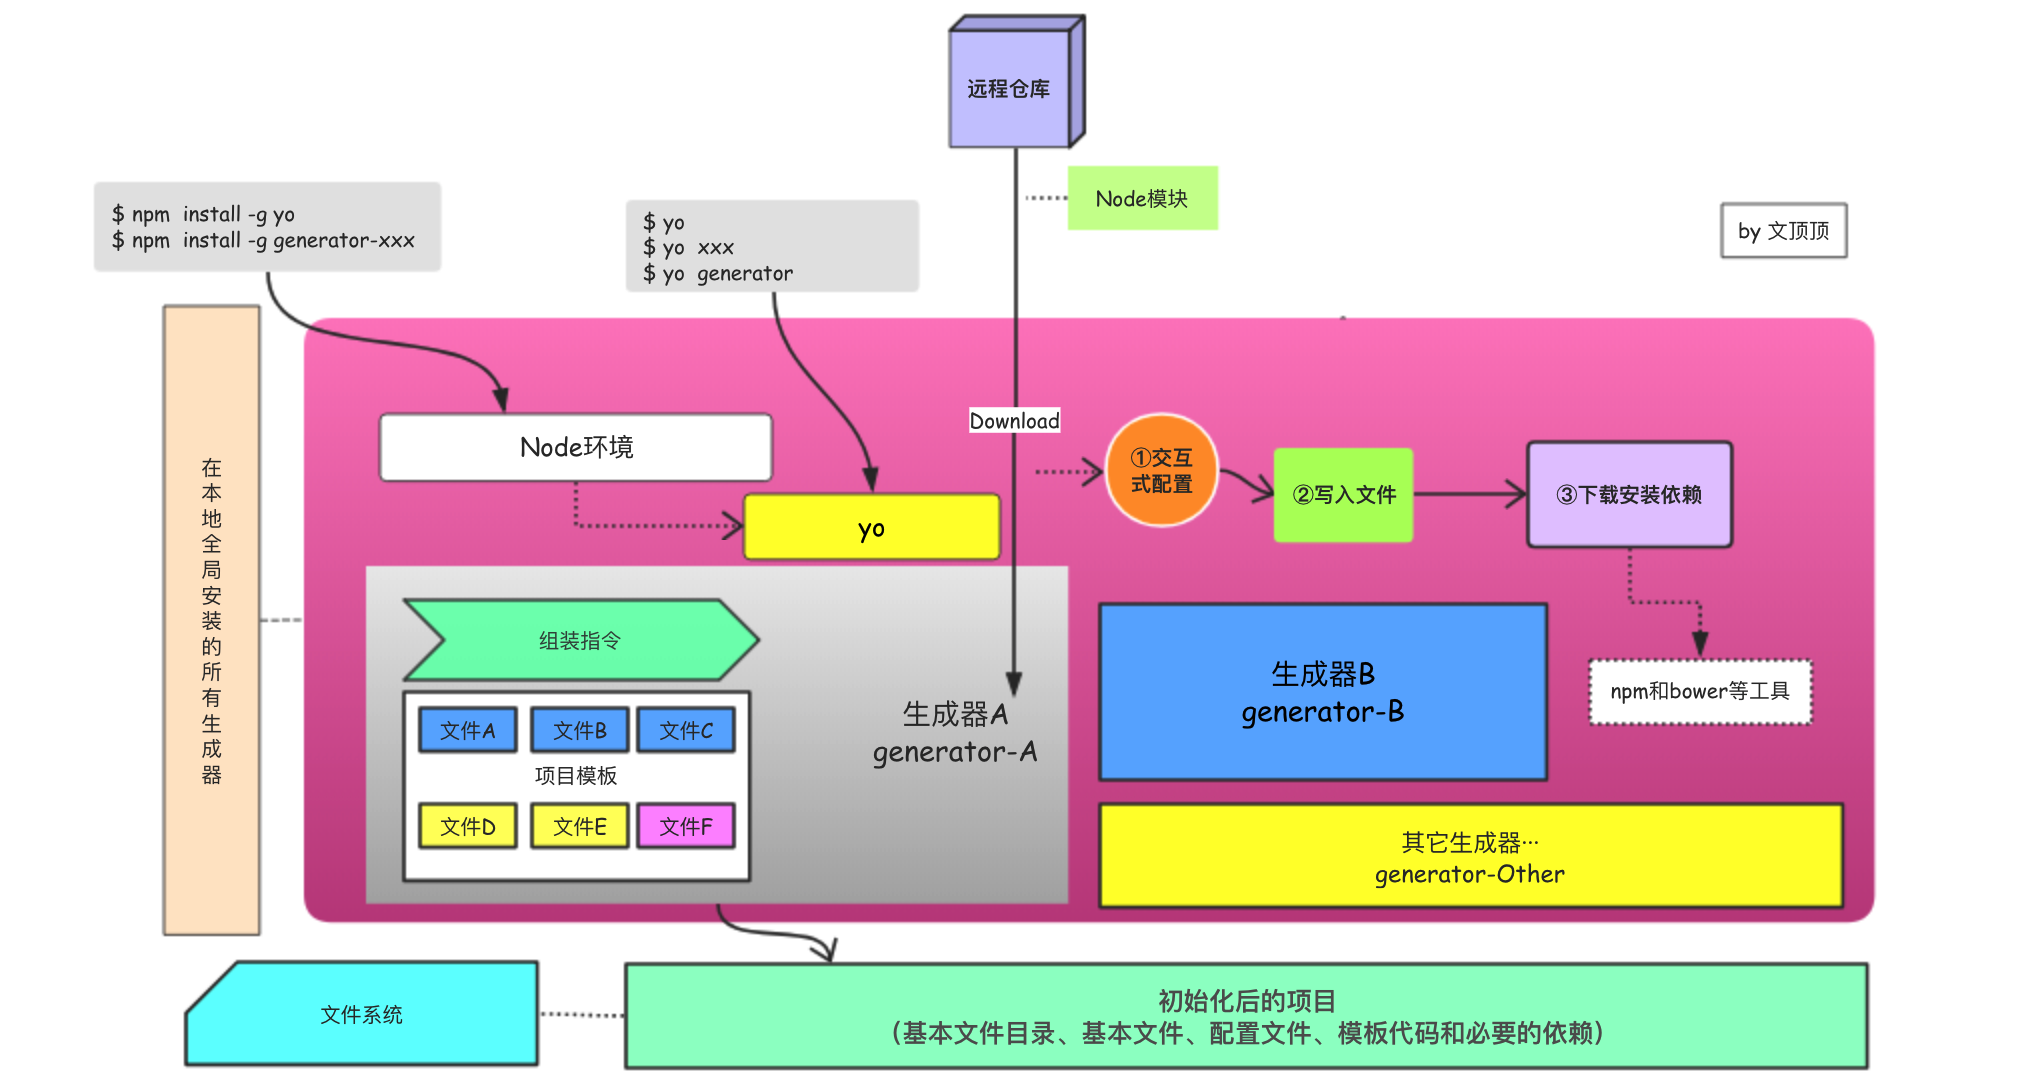 远程仓库
Node模块
$ npm  install -g yo
$ npm  install -g generator-xxx
$ yo
$ yo  xxx
$ yo  generator
by 文顶顶
在本地全局安装的所有生成器
Node环境
yo
Download
①交互
式配置
②写入文件
③下载安装依赖
npm和bower等工具
组装指令
文件A
文件B
文件C
项目模板
文件D
文件E
文件F
生成器A
generator-A
生成器B
generator-B
其它生成器…
generator-Other
文件系统
初始化后的项目
（基本文件目录、基本文件、配置文件、模板代码和必要的依赖）